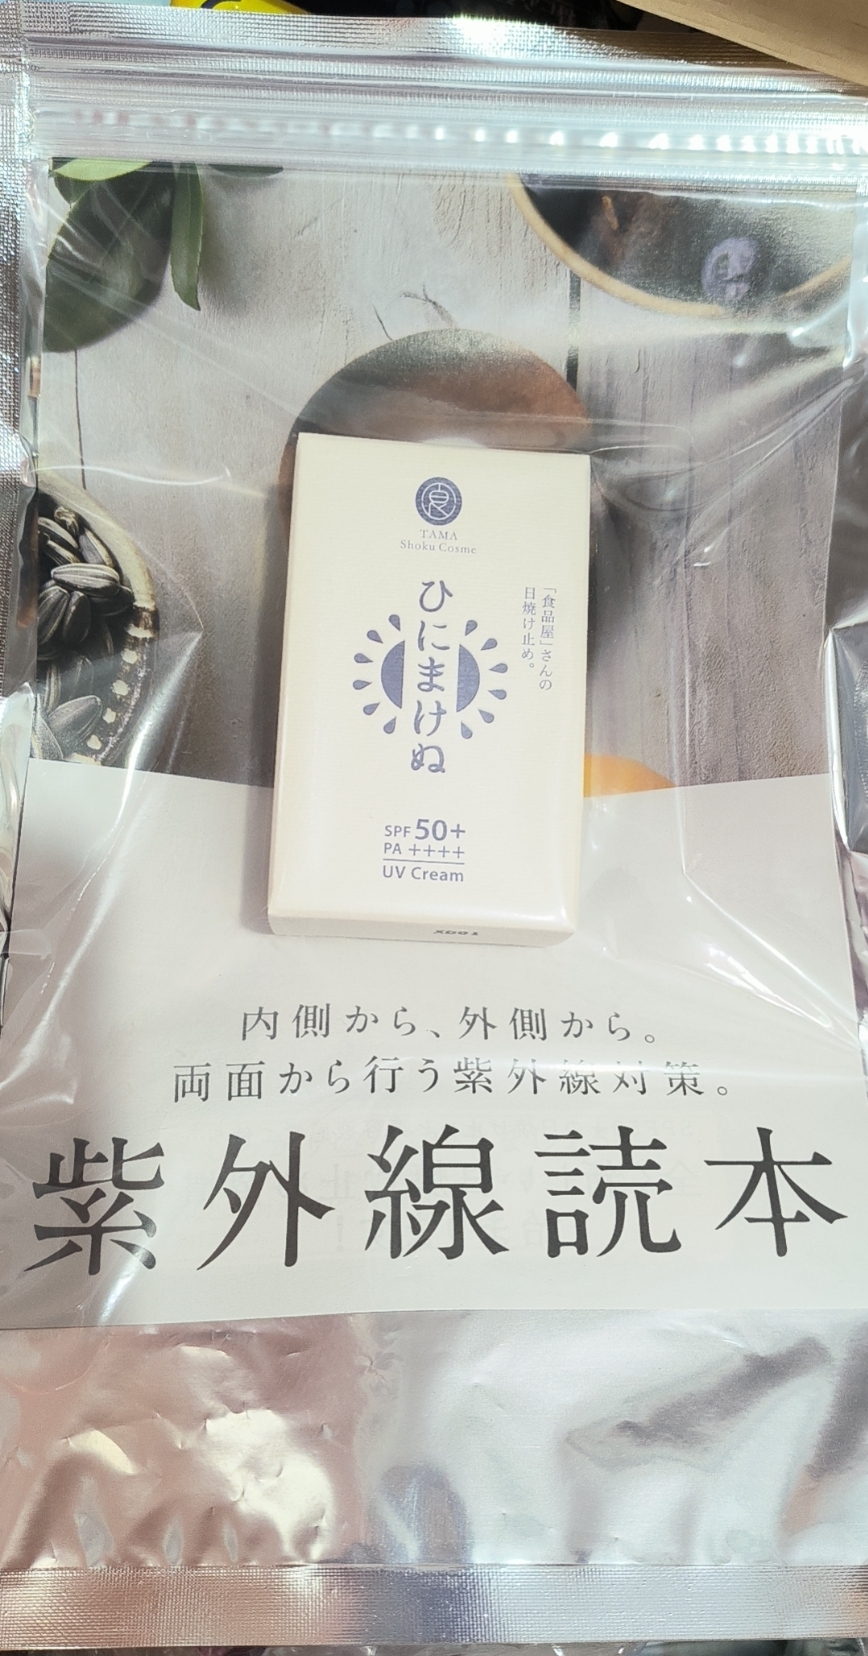 良
TAMA
Shoku Cosme
「食品屋」さんの
日焼け止め。
ひにまけぬ
SPF 50+
PA ++++
UV Cream
内側から、外側から。
両面から行う紫外線対策。
紫外線読本